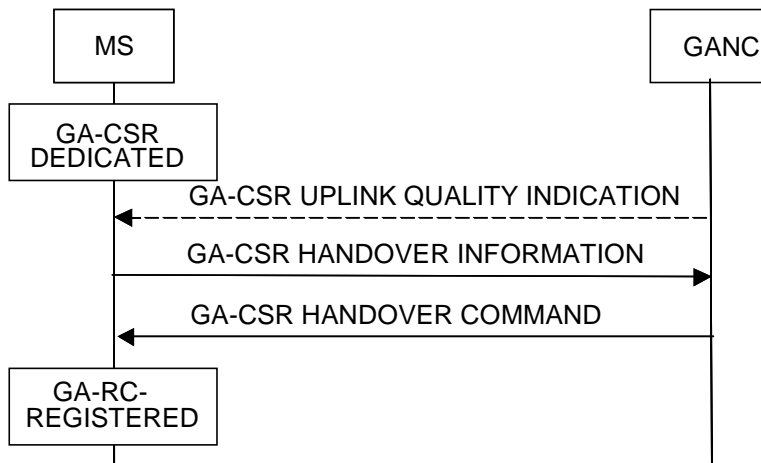 MS
GANC
GA-CSR
DEDICATED
GA-CSR UPLINK QUALITY INDICATION
GA-CSR HANDOVER INFORMATION
GA-CSR HANDOVER COMMAND
GA-RC-
REGISTERED